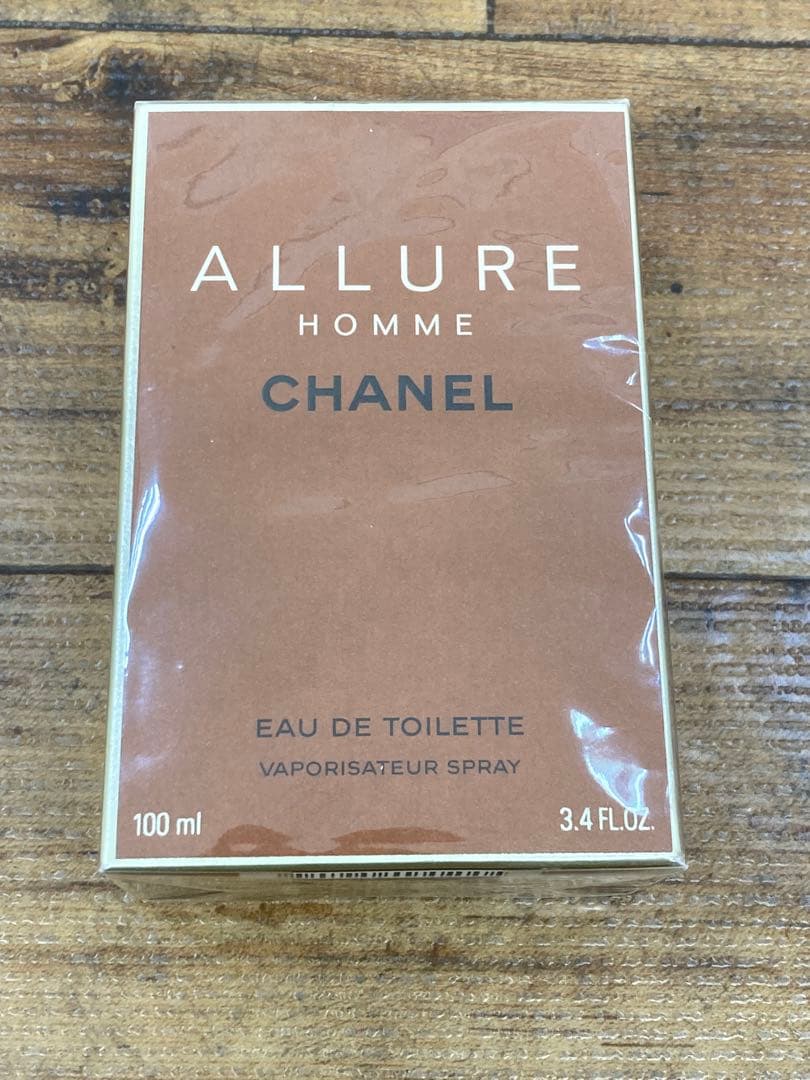 ALLURE
HOMME
CHANEL
EAU DE TOILETTE
VAPORISATEUR SPRAY
100 ml
3.4 FL.OZ.